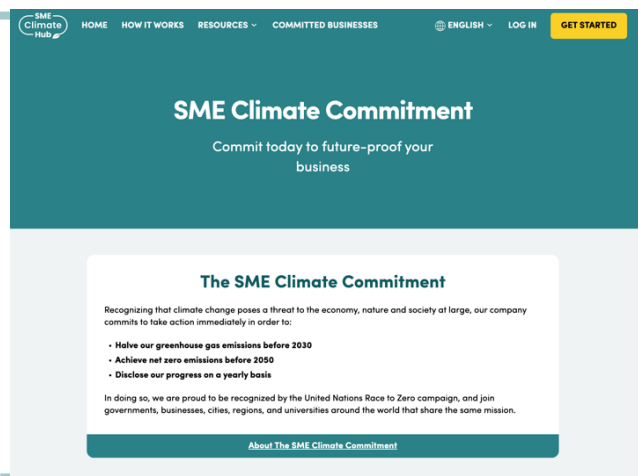 SME
Climate
Hub
HOME HOW IT WORKS RESOURCES COMMITTED BUSINESSES ENGLISH LOG IN GET STARTED
SME Climate Commitment
Commit today to future-proof your
business
The SME Climate Commitment
Recognizing that climate change poses a threat to the economy, nature and society at large, our company
commits to take action immediately in order to:
• Halve our greenhouse gas emissions before 2030
• Achieve net zero emissions before 2050
• Disclose our progress on a yearly basis
In doing so, we are proud to be recognized by the United Nations Race to Zero campaign, and join
governments, businesses, cities, regions, and universities around the world that share the same mission.
About The SME Climate Commitment